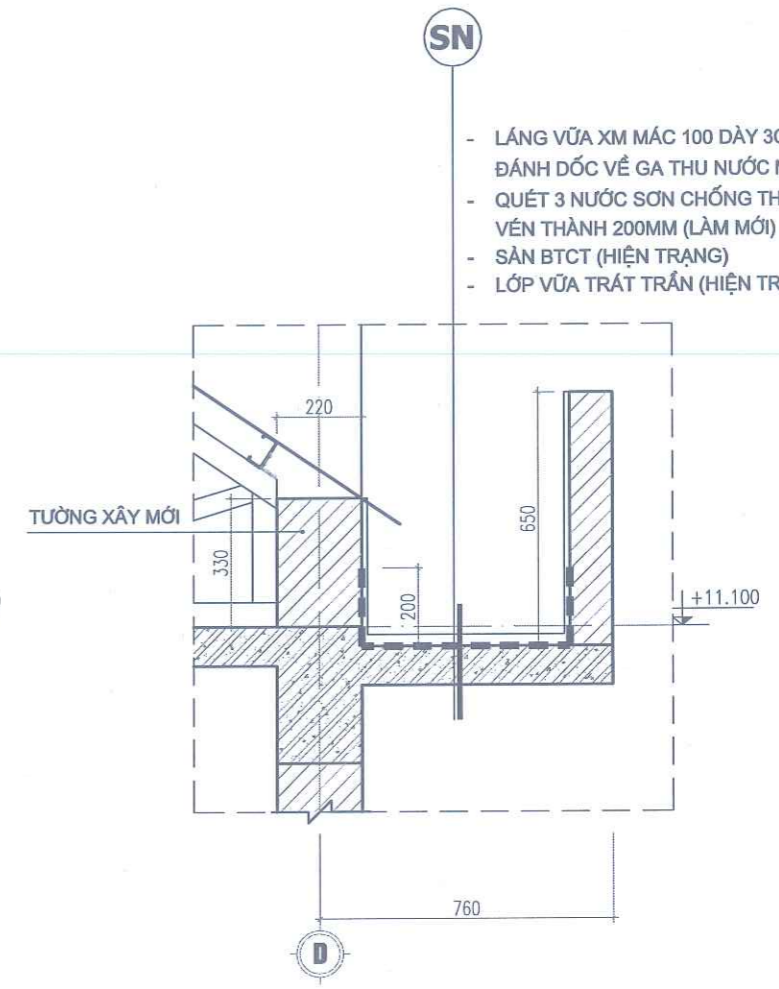 SN
- LÁNG VỮA XM MÁC 100 DÀY
ĐÁNH DỐC VỀ GA THU NƯỚC
- QUÉT 3 NƯỚC SƠN CHỐNG
VÉN THÀNH 200MM (LÀM MỚI)
- SÀN BTCT (HIỆN TRẠNG)
- LỚP VỮA TRÁT TRẦN (HIỆN
220
TƯỜNG XÂY MỚI
330
200
650
+11.100
760
D